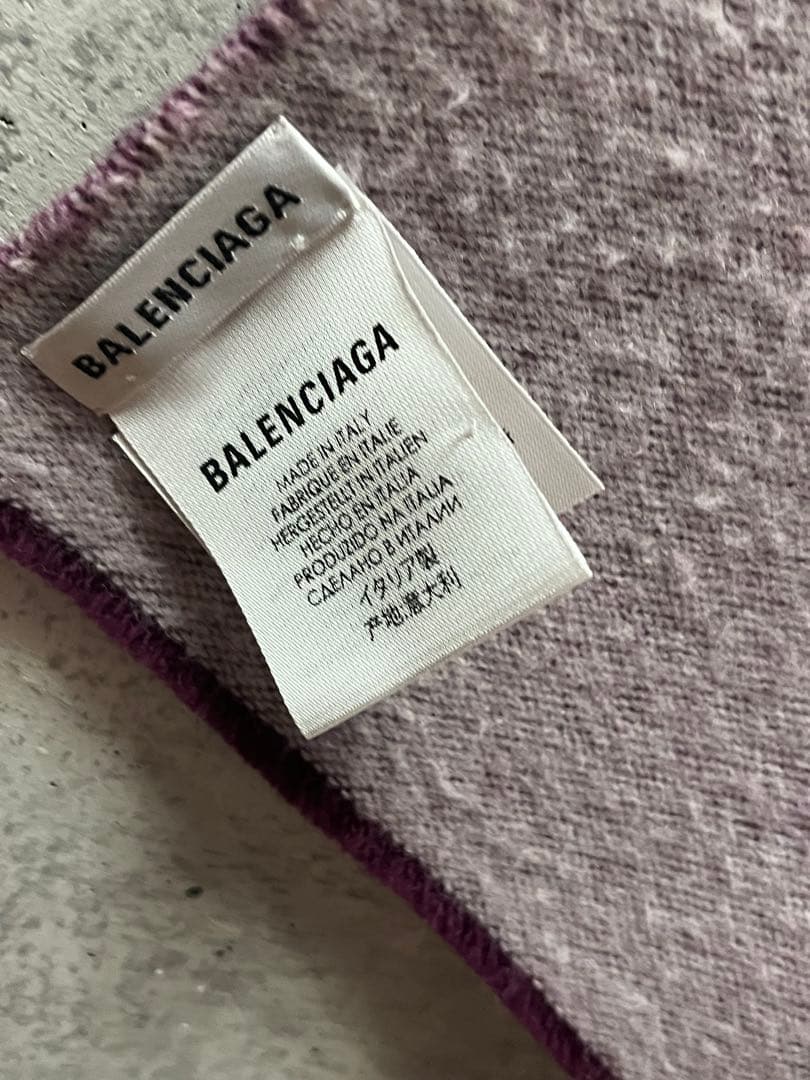 BALENCIAGA
BALENCIAGA
MADE IN ITALY
FABRIQUE EN ITALIE
HERGESTELLT IN ITALIEN
HECHO EN ITALIA
PRODUZIDO NA ITALIA
СДЕЛАНО В ИТАЛИИ
イタリア製
产地:意大利